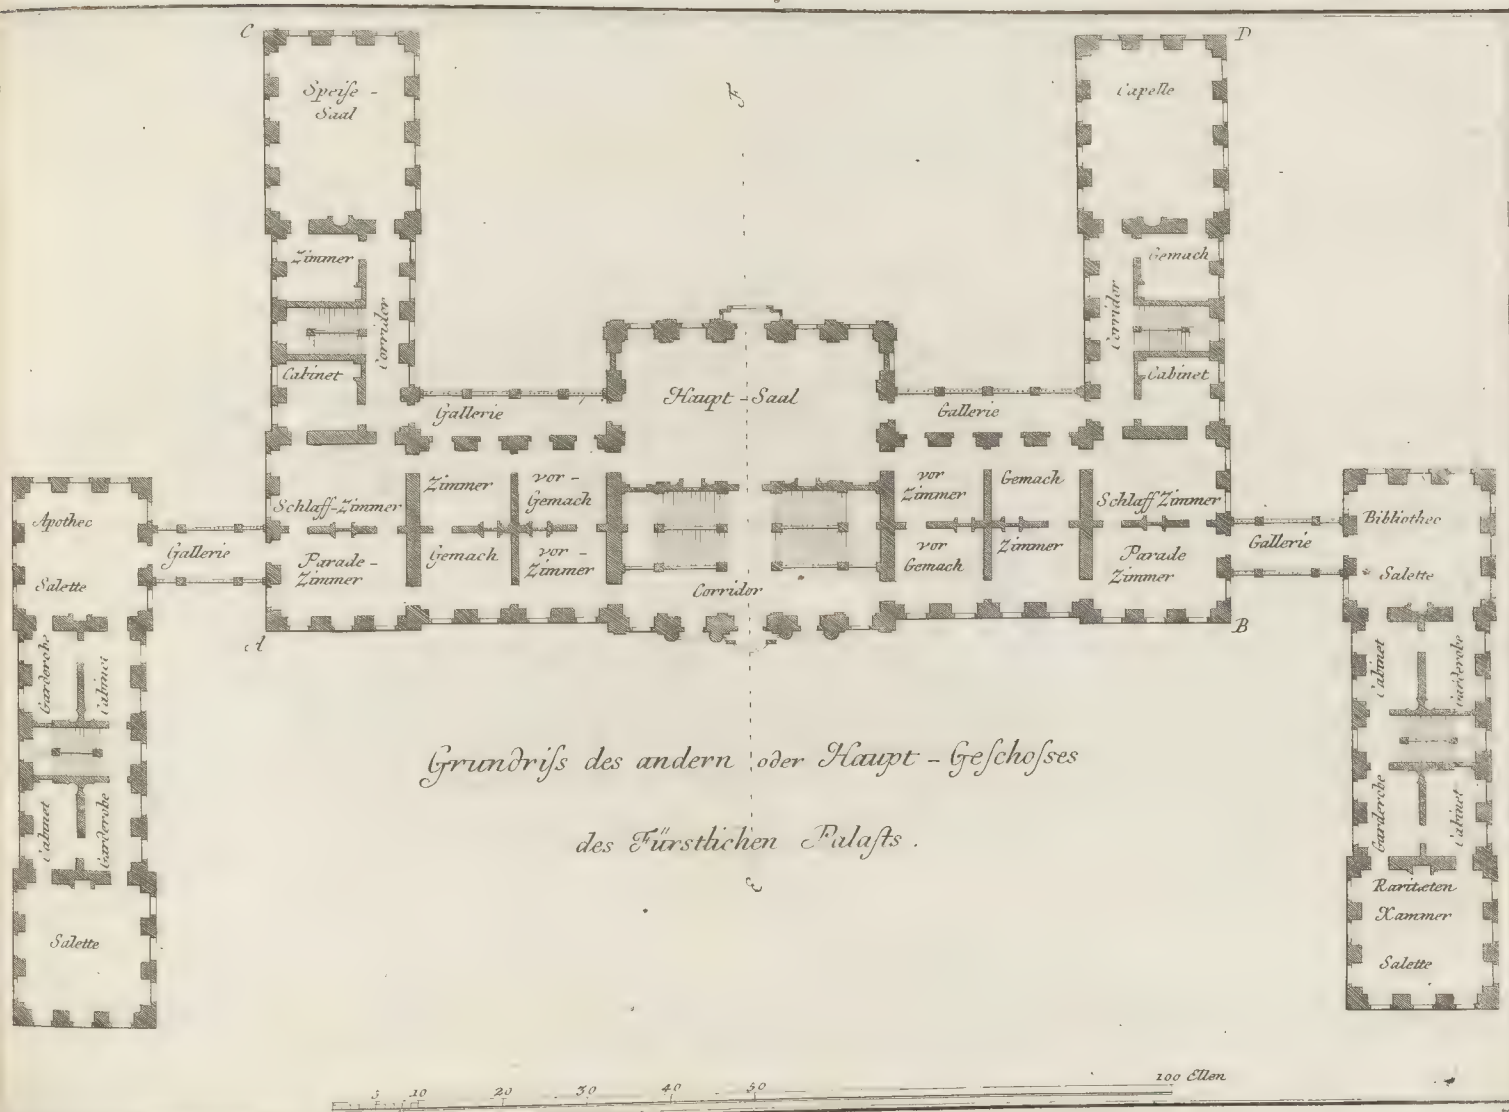 C
D
F
Speiſe -
Saal
Capelle
Zimmer
Corridor
Cabinet
Gemach
Corridor
Cabinet
Gallerie
Haupt - Saal
Gallerie
Schlaff-Zimmer
Zimmer
vor -
Gemach
Parade -
Zimmer
Gemach
vor -
Zimmer
Corridor
vor
Zimmer
Gemach
Schlaff Zimmer
vor
Gemach
Zimmer
Parade
Zimmer
Apothec
Salette
Gallerie
Garderobe
Cabinet
Cabinet
Garderobe
Salette
Gallerie
Bibliothec
Salette
Cabinet
Garderobe
Garderobe
Cabinet
Raritæten
Kammer
Salette
A
B
Grundriſs des andern oder Haupt - Geſchoſses
des Fürstlichen Palaſts .
E
5 10 20 30 40 50 100 Ellen